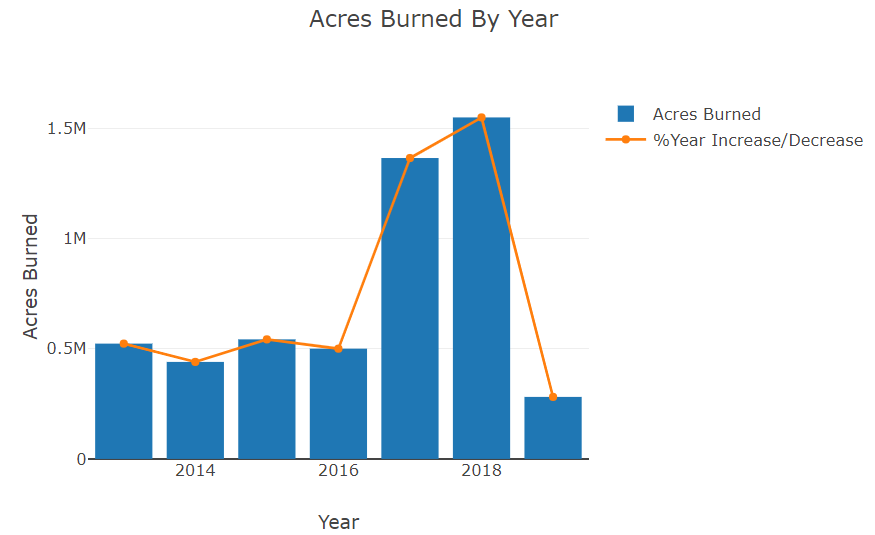 Acres Burned By Year
Acres Burned
%Year Increase/Decrease
1.5M
1M
0.5M
0
Acres Burned
2014
2016
2018
Year